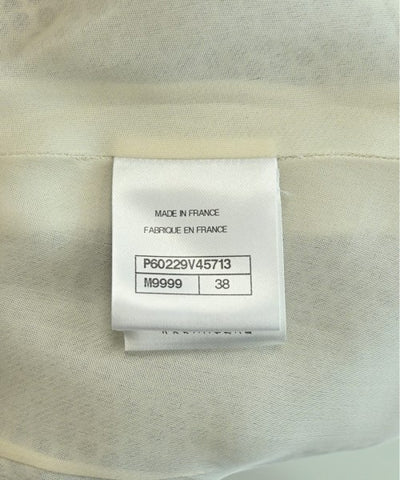 MADE IN FRANCE
FABRIQUE EN FRANCE
P60229V45713
M9999 38